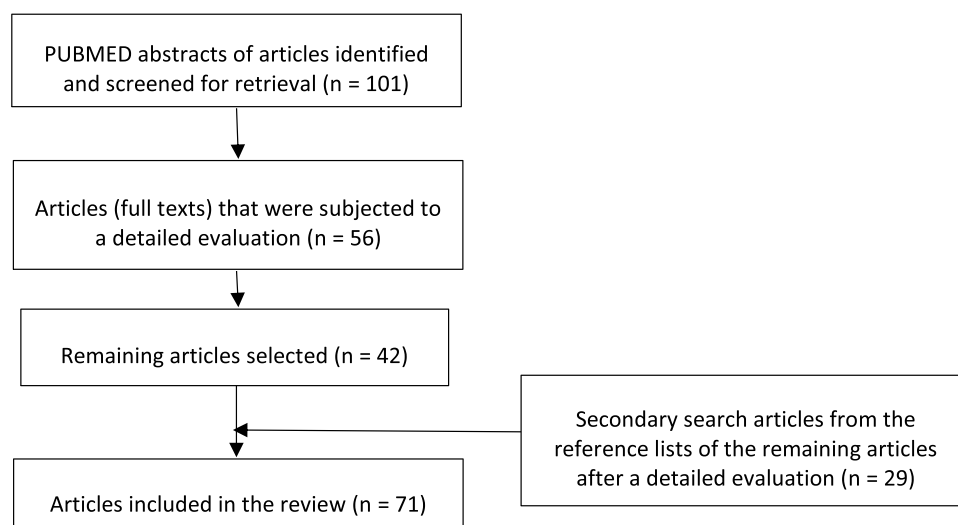 PUBMED abstracts of articles identified
and screened for retrieval (n = 101)
Articles (full texts) that were subjected to
a detailed evaluation (n = 56)
Remaining articles selected (n = 42)
Secondary search articles from the
reference lists of the remaining articles
after a detailed evaluation (n = 29)
Articles included in the review (n = 71)